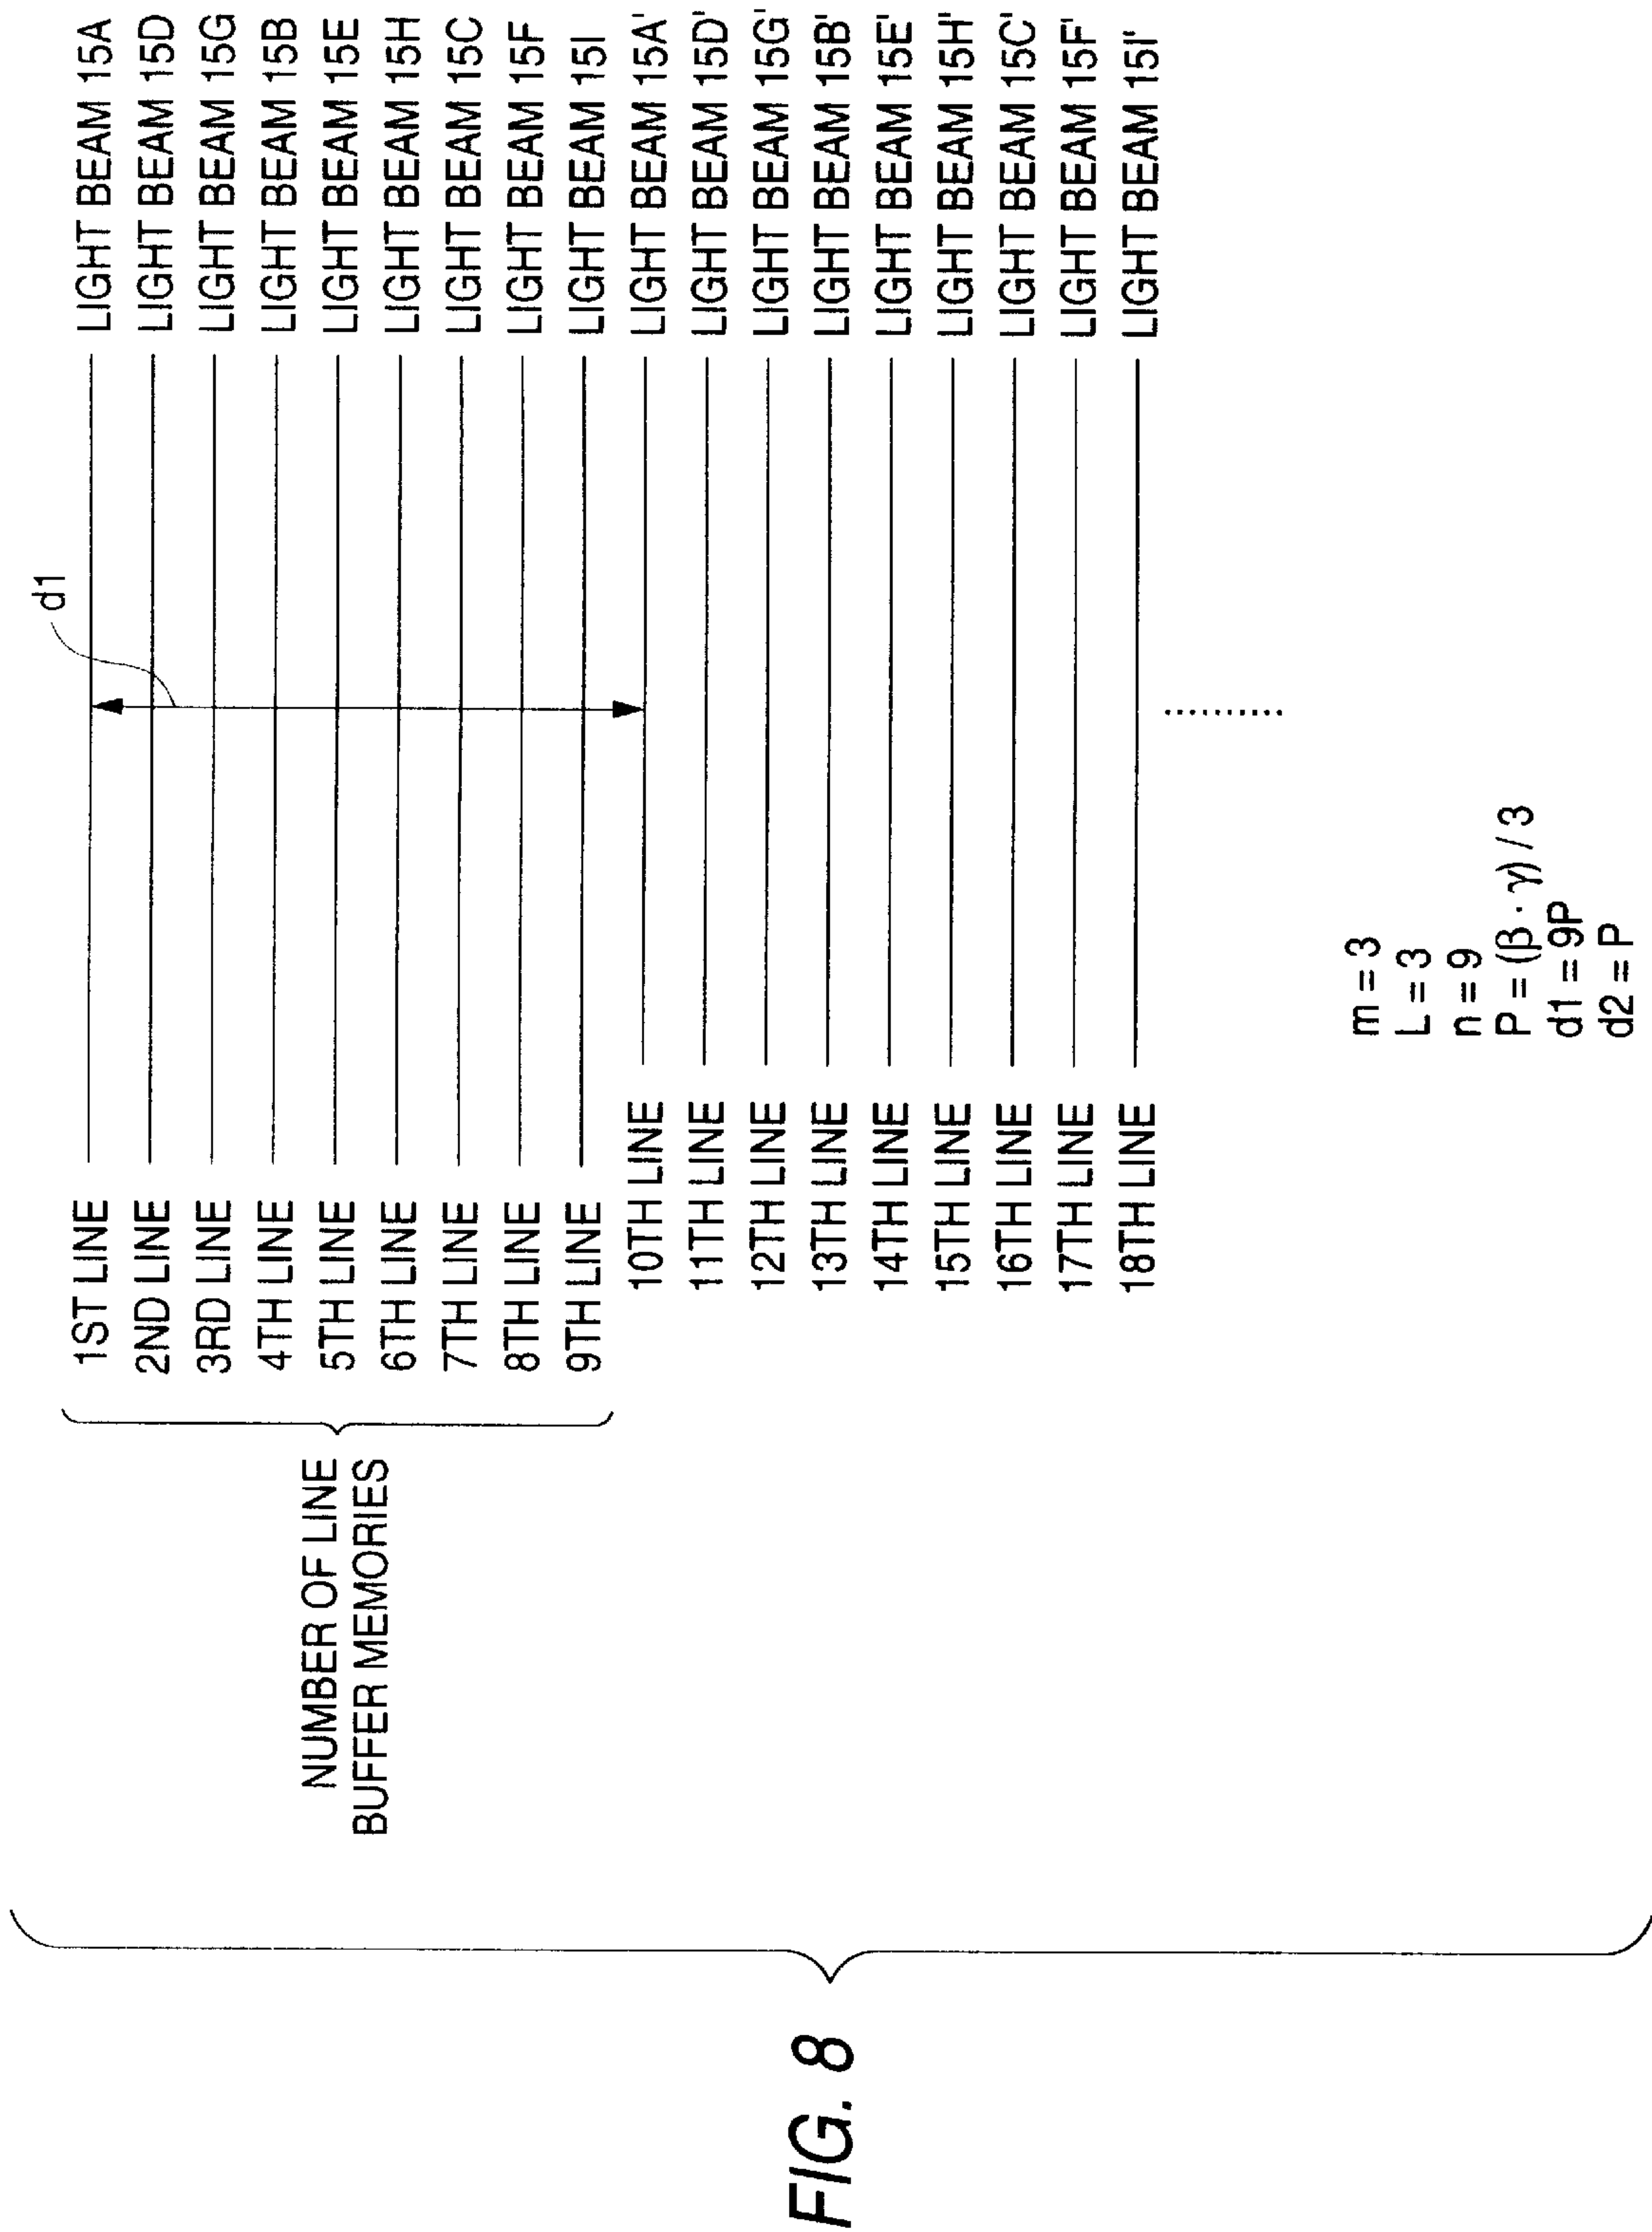 FIG. 8
NUMBER OF LINE
BUFFER MEMORIES
d1
1ST LINE LIGHT BEAM 15A
2ND LINE LIGHT BEAM 15D
3RD LINE LIGHT BEAM 15G
4TH LINE LIGHT BEAM 15B
5TH LINE LIGHT BEAM 15E
6TH LINE LIGHT BEAM 15H
7TH LINE LIGHT BEAM 15C
8TH LINE LIGHT BEAM 15F
9TH LINE LIGHT BEAM 15I
10TH LINE LIGHT BEAM 15A'
11TH LINE LIGHT BEAM 15D'
12TH LINE LIGHT BEAM 15G'
13TH LINE LIGHT BEAM 15B'
14TH LINE LIGHT BEAM 15E'
15TH LINE LIGHT BEAM 15H'
16TH LINE LIGHT BEAM 15C'
17TH LINE LIGHT BEAM 15F'
18TH LINE LIGHT BEAM 15I'
m = 3
L = 3
n = 9
P = (β · γ) / 3
d1 = 9P
d2 = P